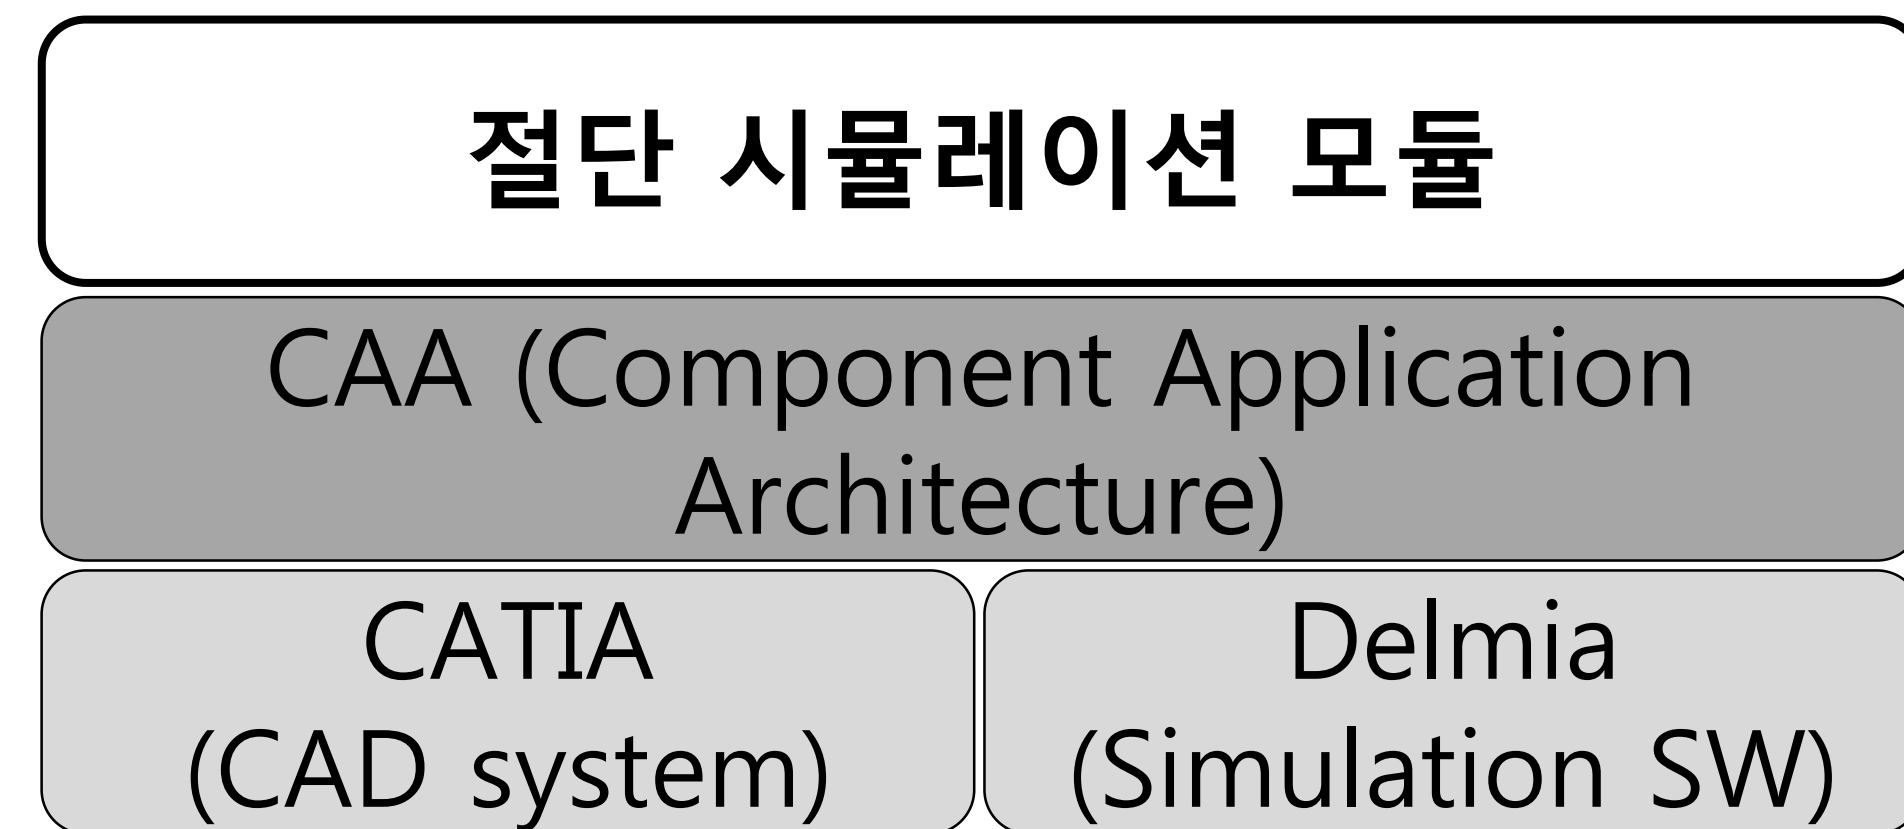 절단 시뮬레이션 모듈
CAA (Component Application
Architecture)
CATIA
(CAD system)
Delmia
(Simulation SW)